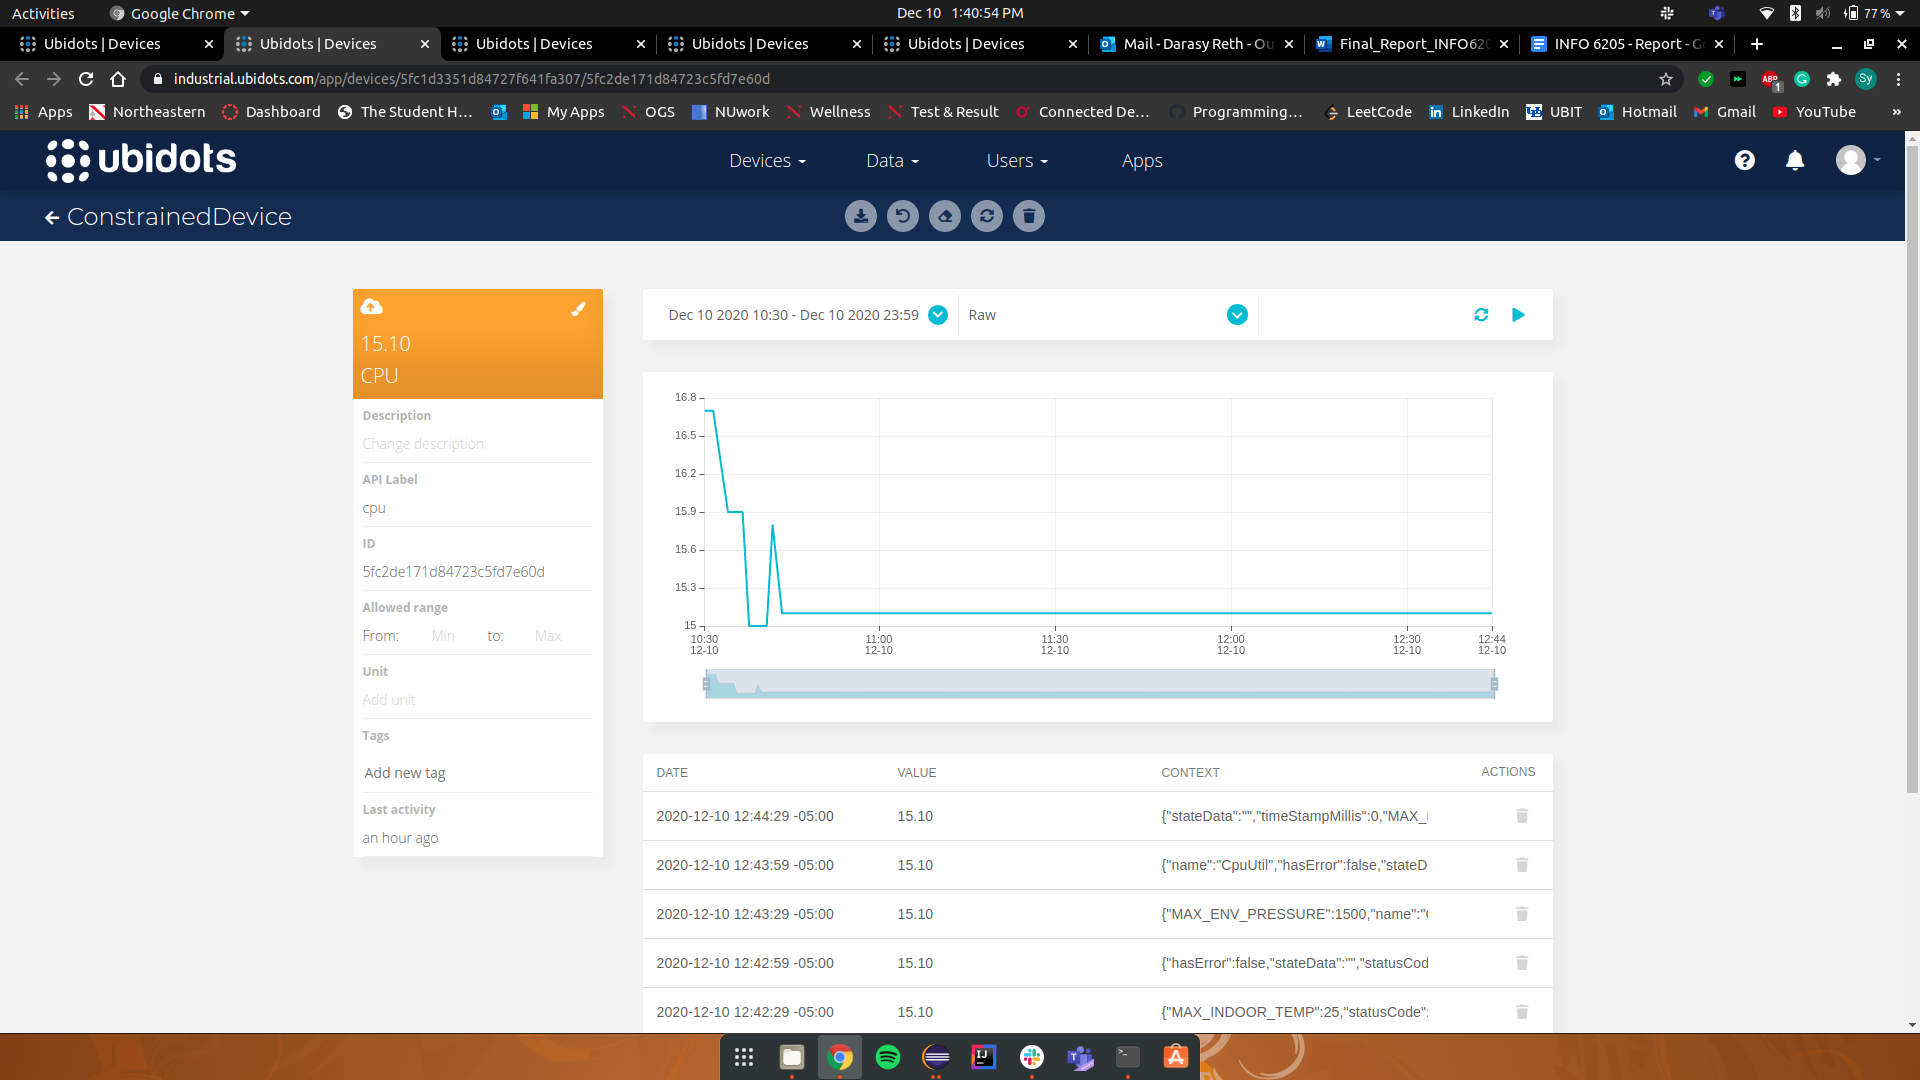 Activities
Google Chrome
Dec 10 1:40:54 PM
77 %
Ubidots | Devices
Ubidots | Devices
Ubidots | Devices
Ubidots | Devices
Ubidots | Devices
Mail - Darasy Reth - Ou
Final_Report_INFO620
INFO 6205 - Report - Go
industrial.ubidots.com/app/devices/5fc1d3351d84727f641fa307/5fc2de171d84723c5fd7e60d
ABP
1
Sy
Apps
Northeastern
Dashboard
The Student H...
My Apps
OGS
NUwork
Wellness
Test & Result
Connected De...
Programming...
LeetCode
LinkedIn
UBIT
Hotmail
Gmail
YouTube
»
ubidots
Devices
Data
Users
Apps
ConstrainedDevice
15.10
CPU
Description
Change description
API Label
cpu
ID
5fc2de171d84723c5fd7e60d
Allowed range
From: Min to: Max
Unit
Add unit
Tags
Add new tag
Last activity
an hour ago
Dec 10 2020 10:30 - Dec 10 2020 23:59
Raw
16.8
16.5
16.2
15.9
15.6
15.3
15
10:30 11:00 11:30 12:00 12:30 12:44
12-10 12-10 12-10 12-10 12-10 12-10
DATE VALUE CONTEXT ACTIONS
2020-12-10 12:44:29 -05:00 15.10 {"stateData":"","timeStampMillis":0,"MAX_
2020-12-10 12:43:59 -05:00 15.10 {"name":"CpuUtil","hasError":false,"stateD
2020-12-10 12:43:29 -05:00 15.10 {"MAX_ENV_PRESSURE":1500,"name":"
2020-12-10 12:42:59 -05:00 15.10 {"hasError":false,"stateData":"","statusCod
2020-12-10 12:42:29 -05:00 15.10 {"MAX_INDOOR_TEMP":25,"statusCode":